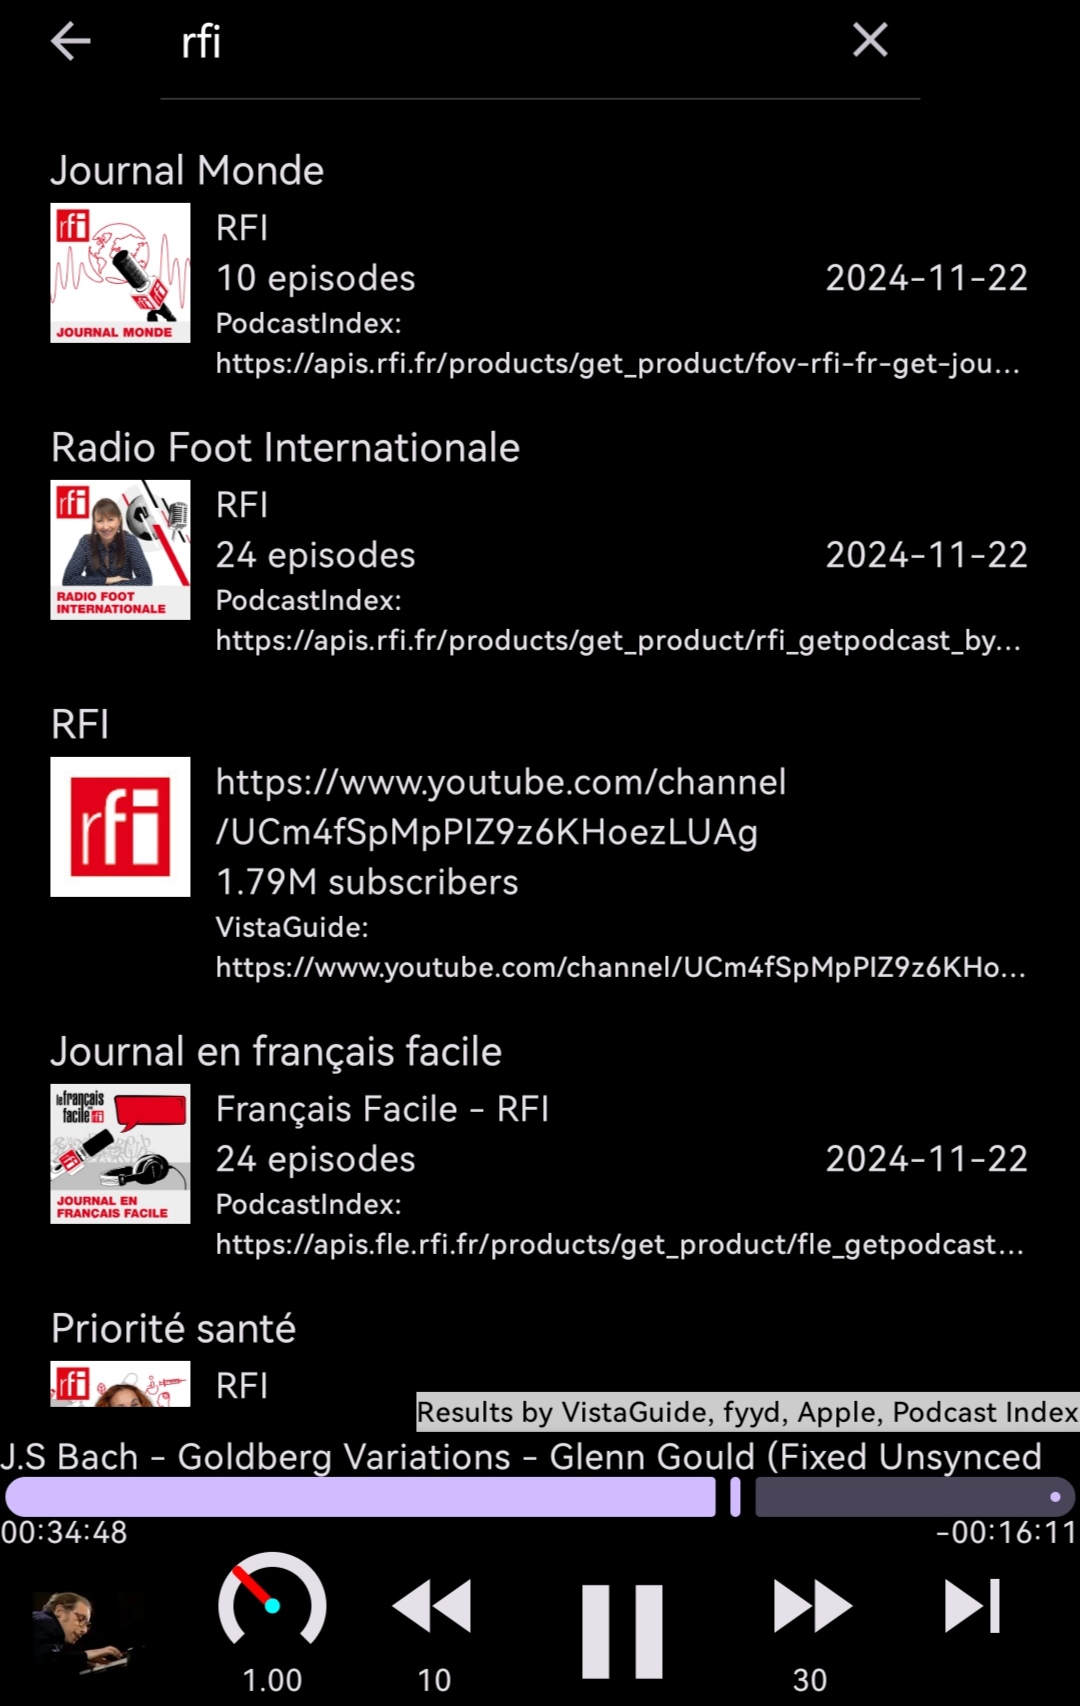 rfi
Journal Monde
rfi
JOURNAL MONDE
RFI
10 episodes
2024-11-22
PodcastIndex:
https://apis.rfi.fr/products/get_product/fov-rfi-fr-get-jou...
Radio Foot Internationale
rfi
RADIO FOOT
INTERNATIONALE
RFI
24 episodes
2024-11-22
PodcastIndex:
https://apis.rfi.fr/products/get_product/rfi_getpodcast_by...
RFI
rfi
https://www.youtube.com/channel
/UCm4fSpMpPIZ9z6KHoezLUAg
1.79M subscribers
VistaGuide:
https://www.youtube.com/channel/UCm4fSpMpPIZ9z6KHo...
Journal en français facile
le français
facile rfi
JOURNAL EN
FRANÇAIS FACILE
Français Facile - RFI
24 episodes
2024-11-22
PodcastIndex:
https://apis.fle.rfi.fr/products/get_product/fle_getpodcast...
Priorité santé
rfi
RFI
Results by VistaGuide, fyyd, Apple, Podcast Index
J.S Bach - Goldberg Variations - Glenn Gould (Fixed Unsynced
00:34:48
-00:16:11
1.00
10
30